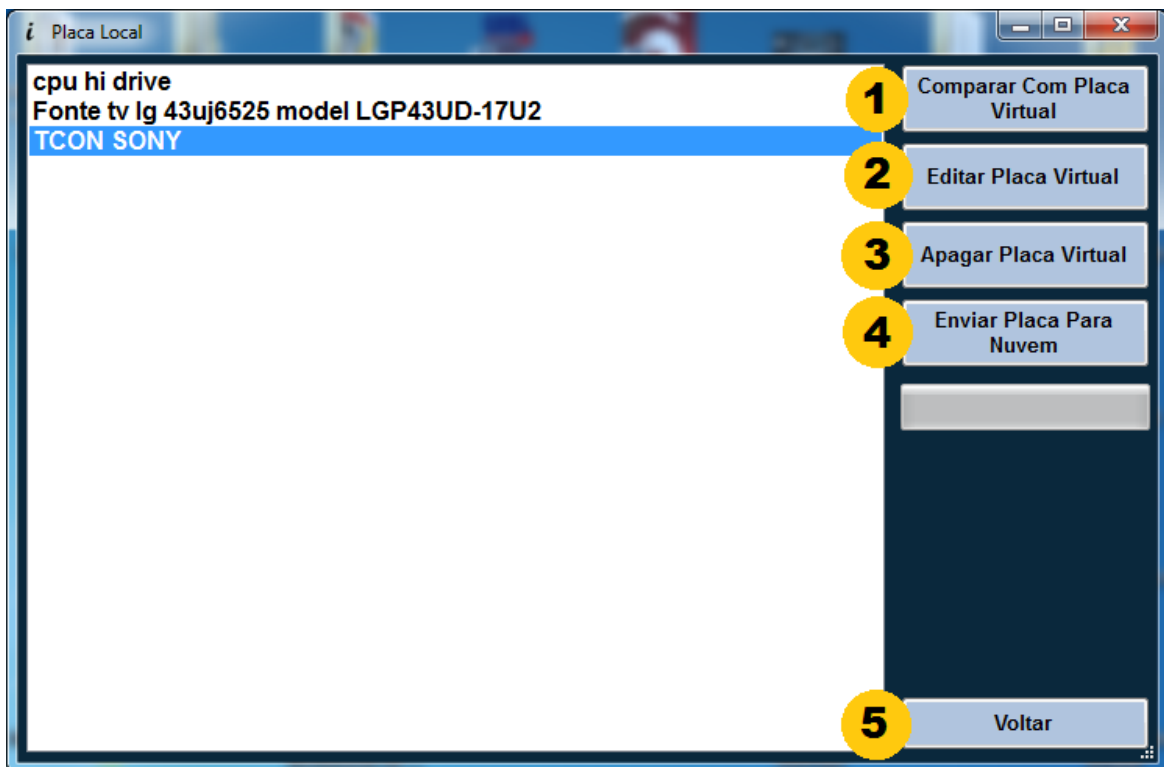 i Placa Local
cpu hi drive
Fonte tv lg 43uj6525 model LGP43UD-17U2
TCON SONY
1
Comparar Com Placa
Virtual
2
Editar Placa Virtual
3
Apagar Placa Virtual
4
Enviar Placa Para
Nuvem
5
Voltar